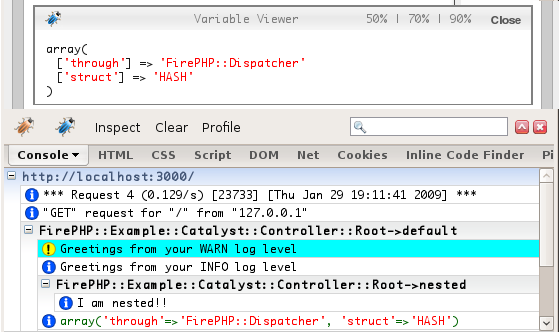 Variable Viewer 50% | 70% | 90% Close
array(
['through'] => 'FirePHP::Dispatcher'
['struct'] => 'HASH'
)
Inspect Clear Profile
Console HTML CSS Script DOM Net Cookies Inline Code Finder Pi
http://localhost:3000/
*** Request 4 (0.129/s) [23733] [Thu Jan 29 19:11:41 2009] ***
"GET" request for "/" from "127.0.0.1"
FirePHP::Example::Catalyst::Controller::Root->default
Greetings from your WARN log level
Greetings from your INFO log level
FirePHP::Example::Catalyst::Controller::Root->nested
I am nested!!
array('through'=>'FirePHP::Dispatcher', 'struct'=>'HASH')